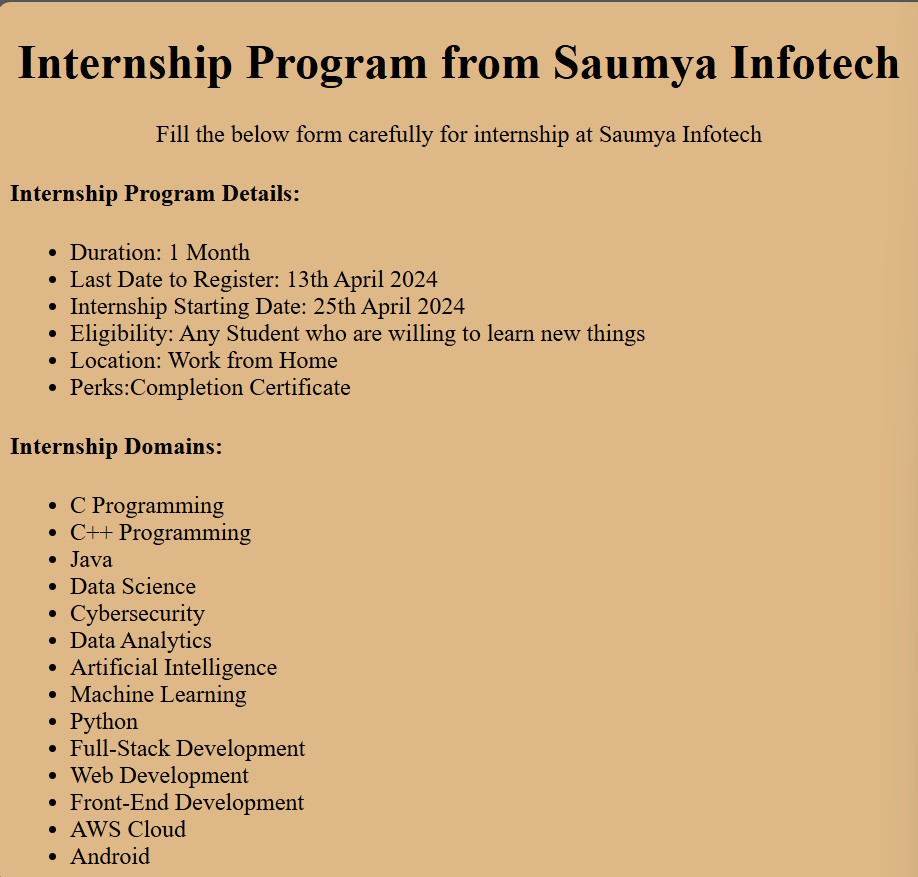 Internship Program from Saumya Infotech
Fill the below form carefully for internship at Saumya Infotech
Internship Program Details:
• Duration: 1 Month
• Last Date to Register: 13th April 2024
• Internship Starting Date: 25th April 2024
• Eligibility: Any Student who are willing to learn new things
• Location: Work from Home
• Perks:Completion Certificate
Internship Domains:
• C Programming
• C++ Programming
• Java
• Data Science
• Cybersecurity
• Data Analytics
• Artificial Intelligence
• Machine Learning
• Python
• Full-Stack Development
• Web Development
• Front-End Development
• AWS Cloud
• Android